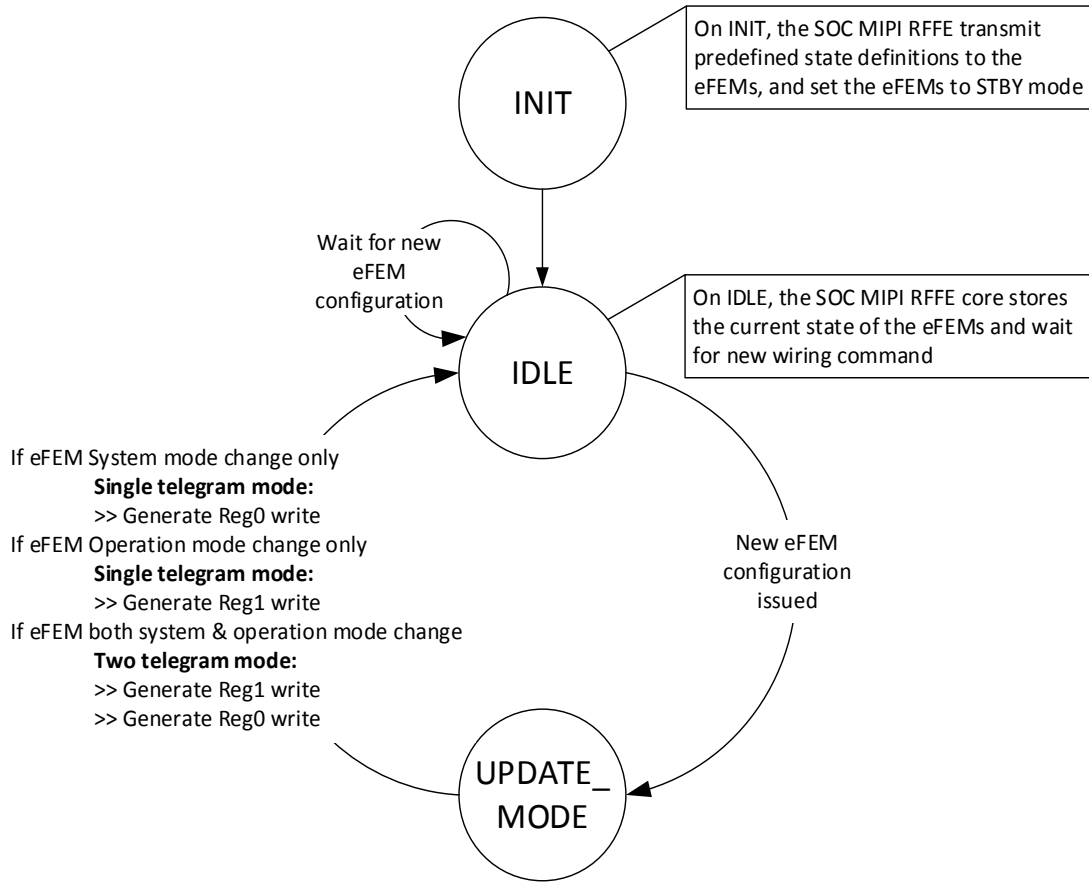 On INIT, the SOC MIPI RFFE transmit
predefined state definitions to the
eFEMs, and set the eFEMs to STBY mode
INIT
Wait for new
eFEM
configuration
On IDLE, the SOC MIPI RFFE core stores
the current state of the eFEMs and wait
for new wiring command
IDLE
If eFEM System mode change only
Single telegram mode:
>> Generate Reg0 write
If eFEM Operation mode change only
Single telegram mode:
>> Generate Reg1 write
If eFEM both system & operation mode change
Two telegram mode:
>> Generate Reg1 write
>> Generate Reg0 write
New eFEM
configuration
issued
UPDATE_
MODE